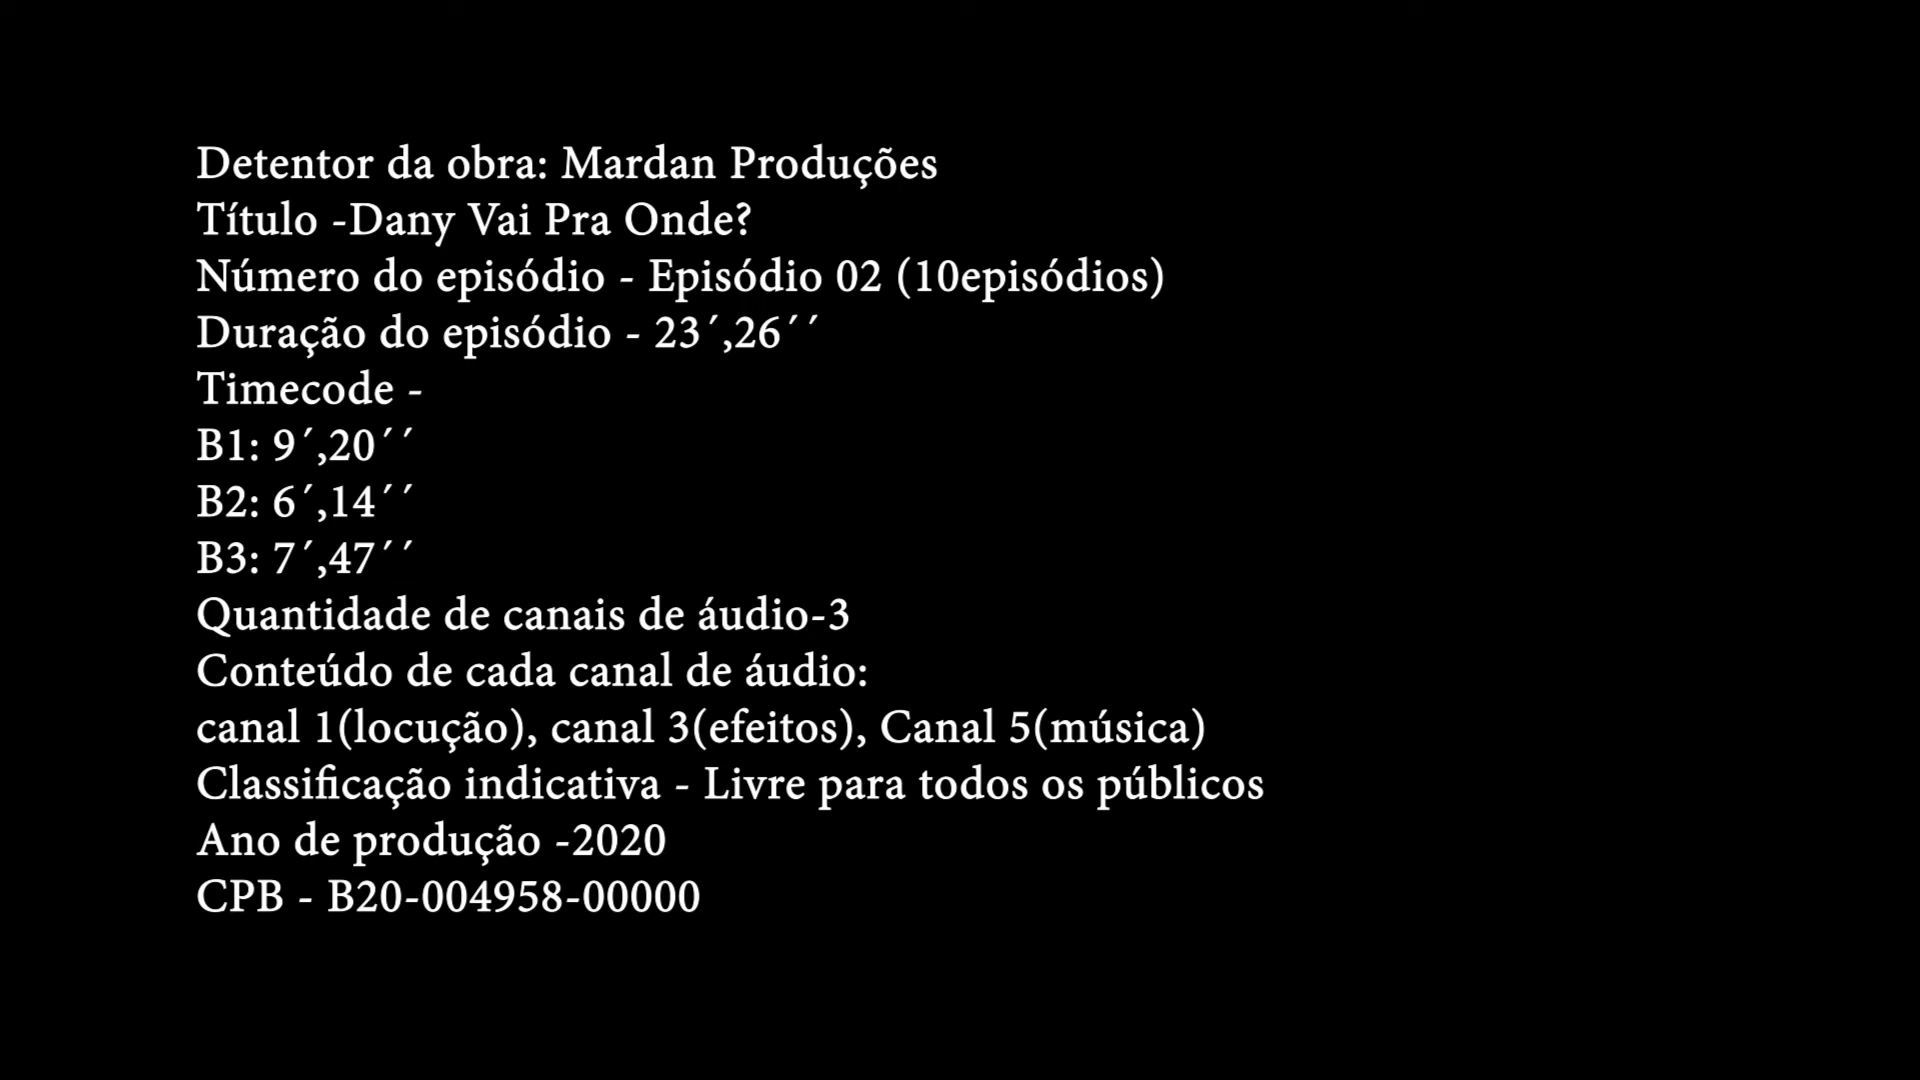 Detentor da obra: Mardan Produções
Título -Dany Vai Pra Onde?
Número do episódio - Episódio 02 (10episódios)
Duração do episódio - 23´,26´´
Timecode -
B1: 9´,20´´
B2: 6´,14´´
B3: 7´,47´´
Quantidade de canais de áudio-3
Conteúdo de cada canal de áudio:
canal 1(locução), canal 3(efeitos), Canal 5(música)
Classificação indicativa - Livre para todos os públicos
Ano de produção -2020
CPB - B20-004958-00000